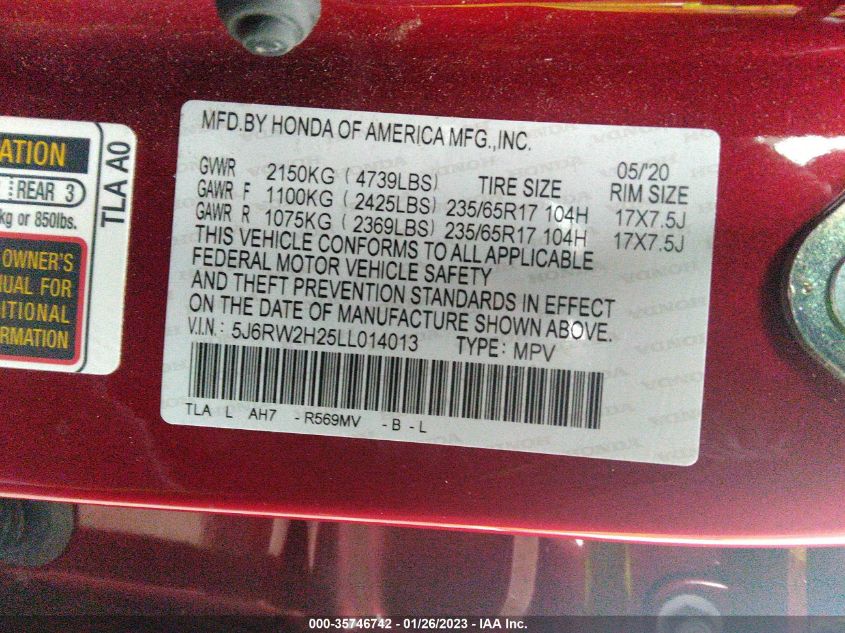 MFD.BY HONDA OF AMERICA MFG.,INC.
05/'20
GVWR 2150KG (4739LBS) TIRE SIZE RIM SIZE
GAWR F 1100KG (2425LBS) 235/65R17 104H 17X7.5J
GAWR R 1075KG (2369LBS) 235/65R17 104H 17X7.5J
THIS VEHICLE CONFORMS TO ALL APPLICABLE
FEDERAL MOTOR VEHICLE SAFETY
AND THEFT PREVENTION STANDARDS IN EFFECT
ON THE DATE OF MANUFACTURE SHOWN ABOVE.
V.I.N: 5J6RW2H25LL014013 TYPE: MPV
TLA L AH7 -R569MV -B -L
REAR 3
kg or 850lbs.
OWNER'S
FOR
TLA A0
000-35746742 / 01/26/2023 — IAA Inc.